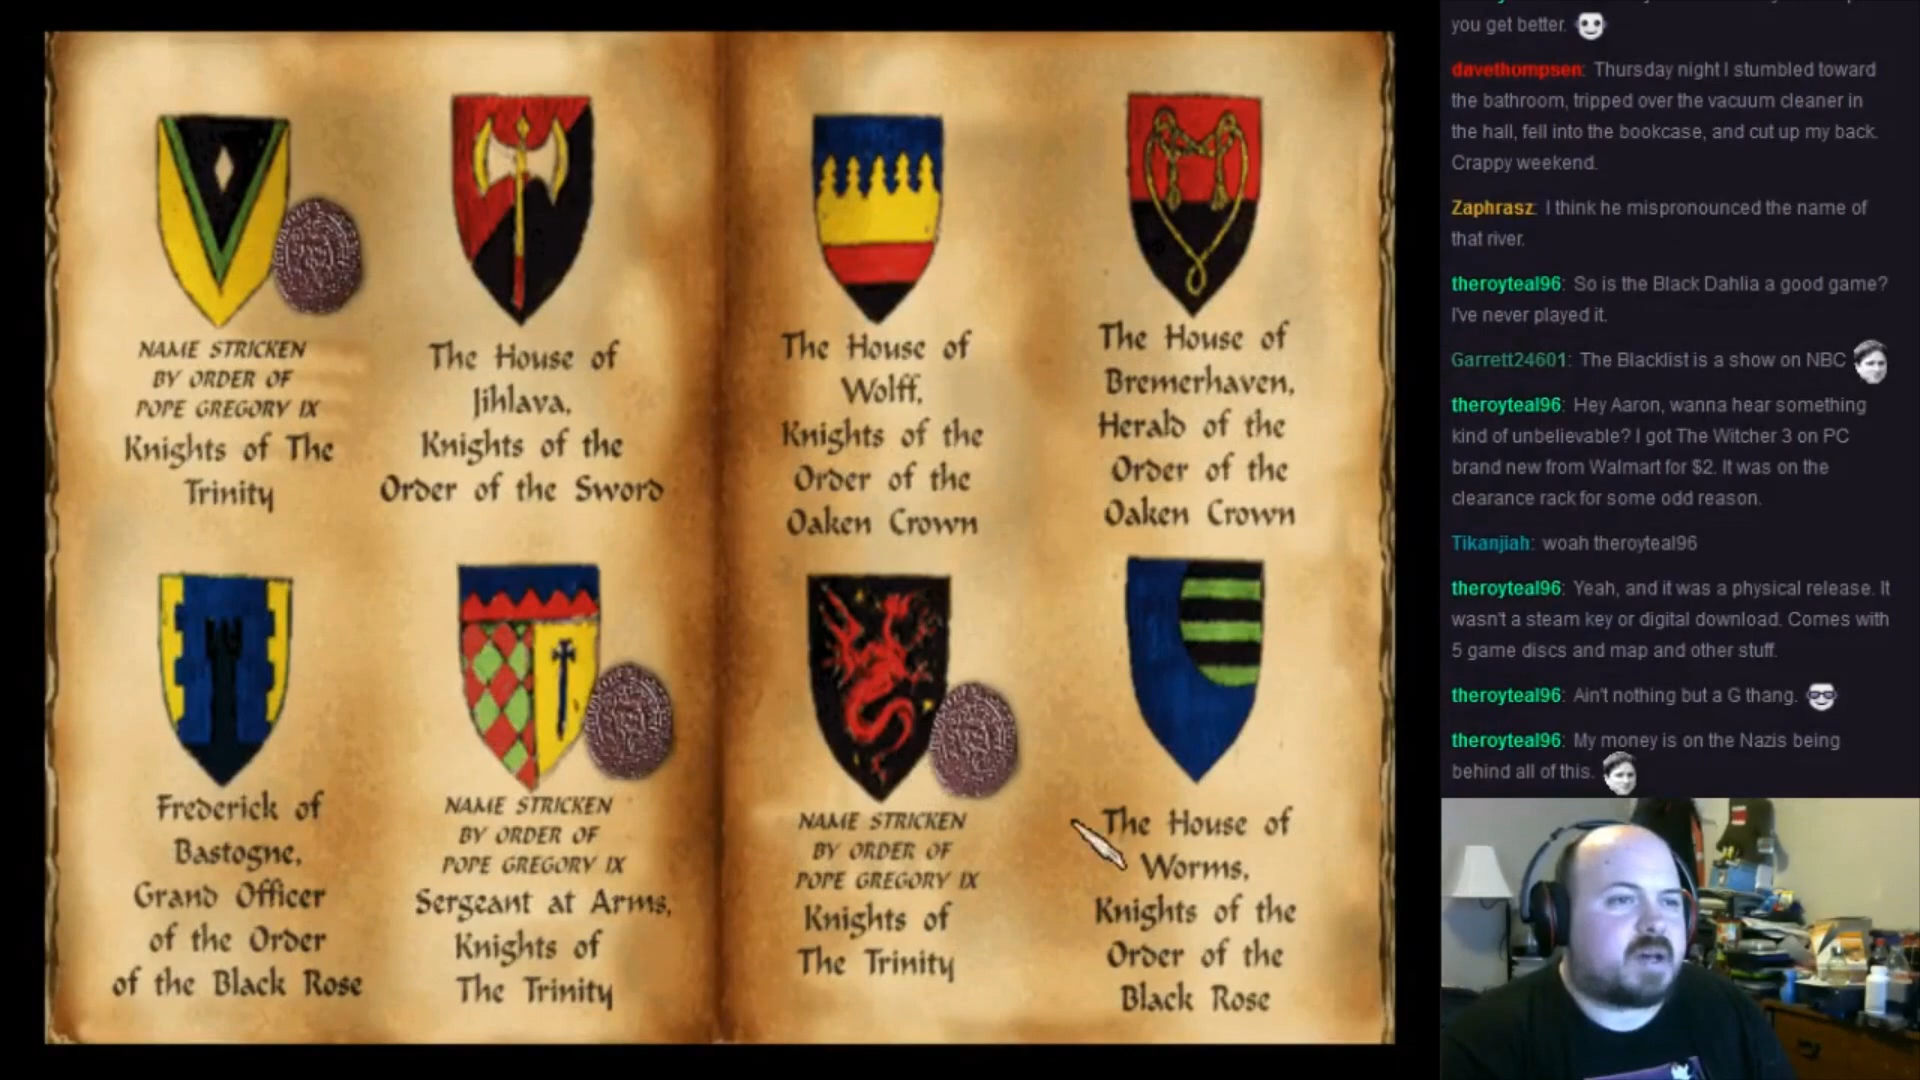 NAME STRICKEN
BY ORDER OF
POPE GREGORY IX
Knights of The
Trinity
The House of
Jihlava,
Knights of the
Order of the Sword
The House of
Wolff,
Knights of the
Order of the
Oaken Crown
The House of
Bremerhaven,
Herald of the
Order of the
Oaken Crown
Frederick of
Bastogne,
Grand Officer
of the Order
of the Black Rose
NAME STRICKEN
BY ORDER OF
POPE GREGORY IX
Sergeant at Arms,
Knights of
The Trinity
NAME STRICKEN
BY ORDER OF
POPE GREGORY IX
Knights of
The Trinity
The House of
Worms,
Knights of the
Order of the
Black Rose
you get better.
davethompsen: Thursday night I stumbled toward
the bathroom, tripped over the vacuum cleaner in
the hall, fell into the bookcase, and cut up my back.
Crappy weekend.
Zaphrasz: I think he mispronounced the name of
that river.
theroyteal96: So is the Black Dahlia a good game?
I've never played it.
Garrett24601: The Blacklist is a show on NBC
theroyteal96: Hey Aaron, wanna hear something
kind of unbelievable? I got The Witcher 3 on PC
brand new from Walmart for $2. It was on the
clearance rack for some odd reason.
Tikanjiah: woah theroyteal96
theroyteal96: Yeah, and it was a physical release. It
wasn't a steam key or digital download. Comes with
5 game discs and map and other stuff.
theroyteal96: Ain't nothing but a G thang.
theroyteal96: My money is on the Nazis being
behind all of this.